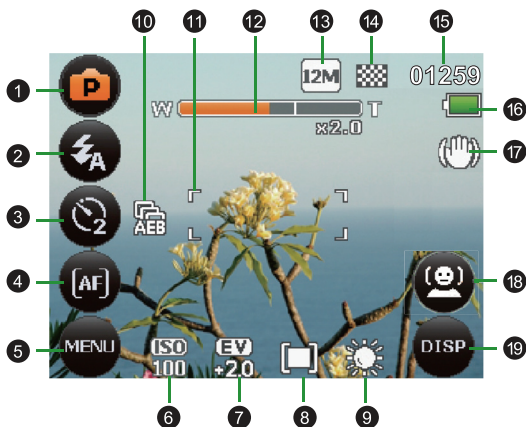 10 11 12 13 14 15
12M
01259
1 P
W T
x2.0
16
2 A
17
3 2
AEB
4 [AF]
18
5 MENU
ISO
100
EV
+2.0
DISP
19
6 7 8 9